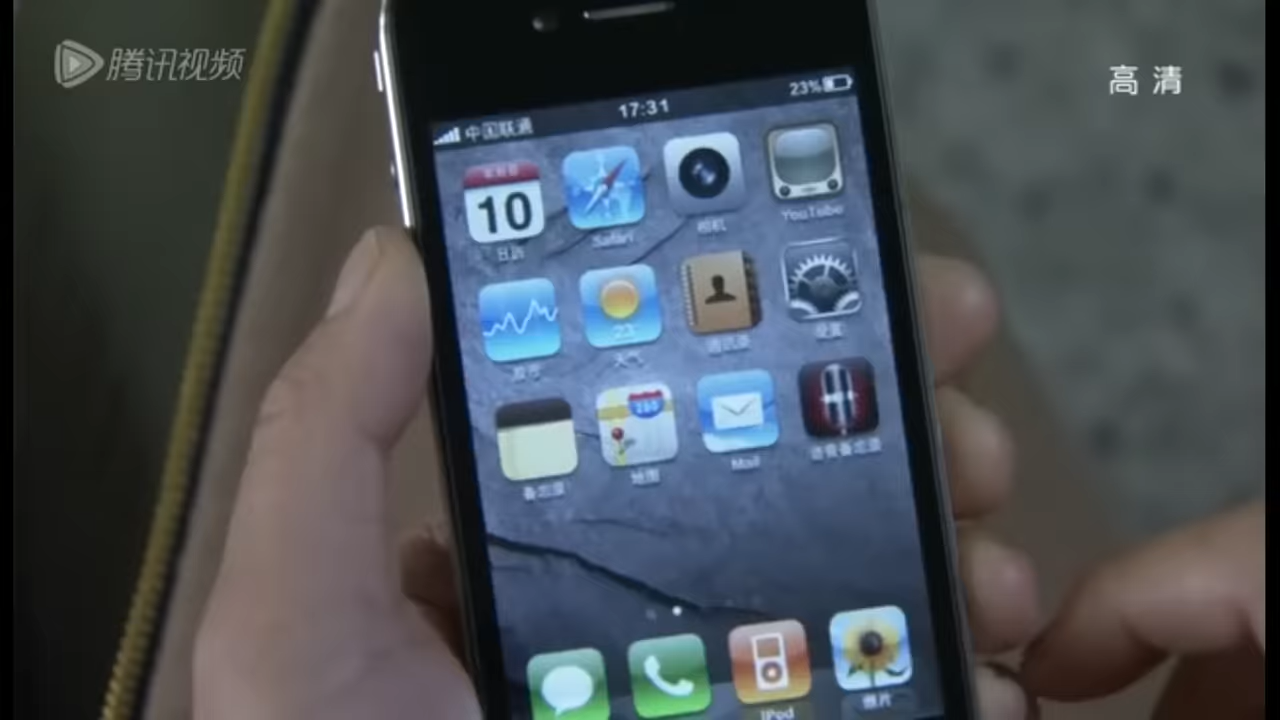 腾讯视频
高清
中国联通 17:31 23%
10
日历 Safari 相机 YouTube
23°
股市 天气 通讯录 设置
280
备忘录 地图 Mail 语音备忘录
iPod 照片